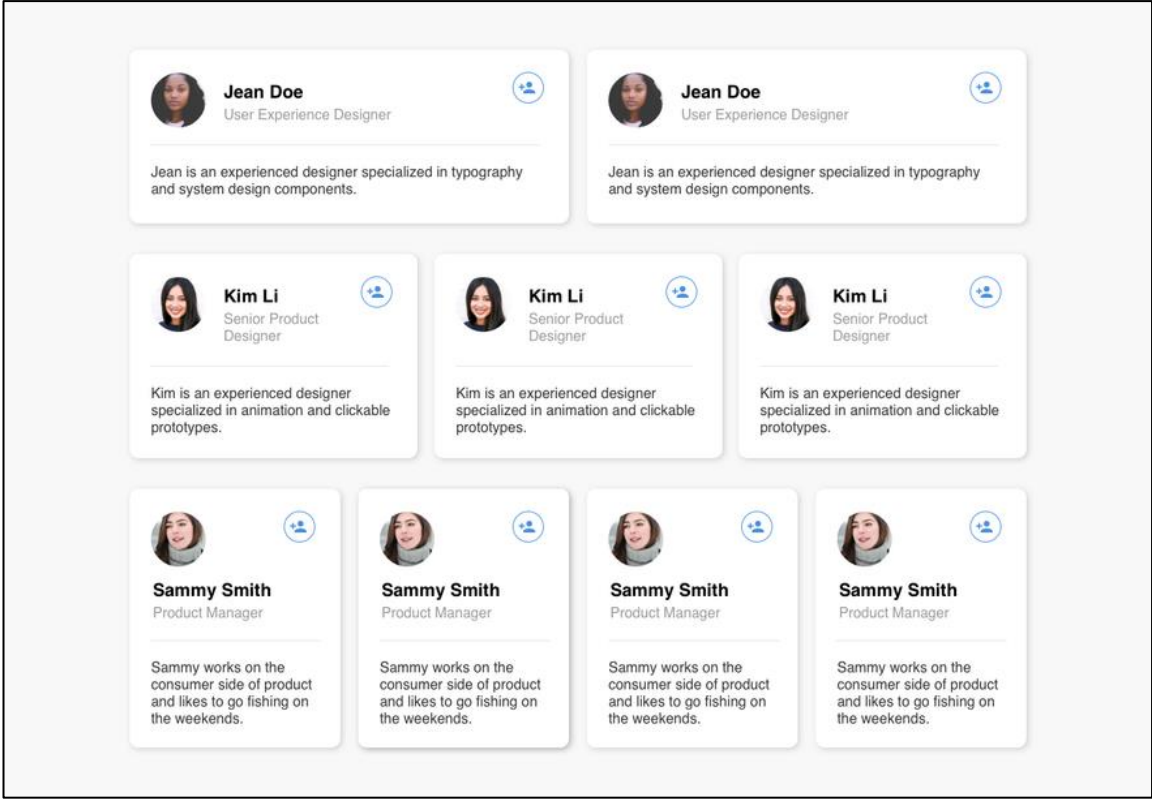 Jean Doe
User Experience Designer
Jean is an experienced designer specialized in typography
and system design components.
Jean Doe
User Experience Designer
Jean is an experienced designer specialized in typography
and system design components.
Kim Li
Senior Product
Designer
Kim is an experienced designer
specialized in animation and clickable
prototypes.
Kim Li
Senior Product
Designer
Kim is an experienced designer
specialized in animation and clickable
prototypes.
Kim Li
Senior Product
Designer
Kim is an experienced designer
specialized in animation and clickable
prototypes.
Sammy Smith
Product Manager
Sammy works on the
consumer side of product
and likes to go fishing on
the weekends.
Sammy Smith
Product Manager
Sammy works on the
consumer side of product
and likes to go fishing on
the weekends.
Sammy Smith
Product Manager
Sammy works on the
consumer side of product
and likes to go fishing on
the weekends.
Sammy Smith
Product Manager
Sammy works on the
consumer side of product
and likes to go fishing on
the weekends.